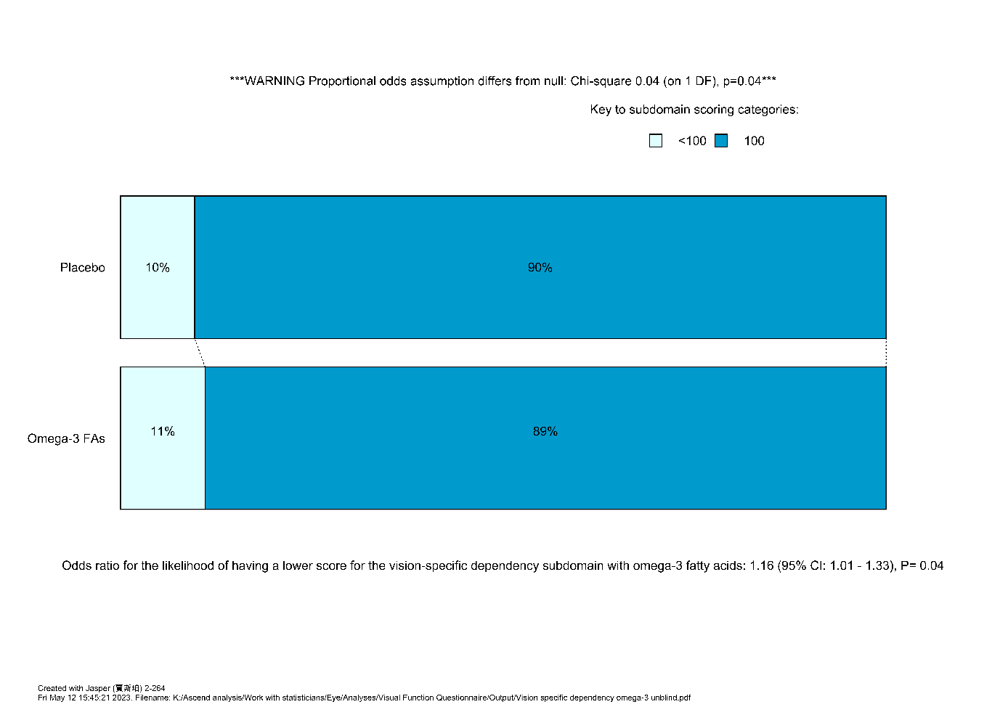 ***WARNING Proportional odds assumption differs from null: Chi-square 0.04 (on 1 DF), p=0.04***
Key to subdomain scoring categories:
<100 100
Placebo 10% 90%
11% 89%
Omega-3 FAs
Odds ratio for the likelihood of having a lower score for the vision-specific dependency subdomain with omega-3 fatty acids: 1.16 (95% CI: 1.01 - 1.33), P= 0.04
Created with Jasper (賈斯珀) 2-264
Fri May 12 15:45:21 2023. Filename: K:/Ascend analysis/Work with statisticians/Eye/Analyses/Visual Function Questionnaire/Output/Vision specific dependency omega-3 unblind.pdf